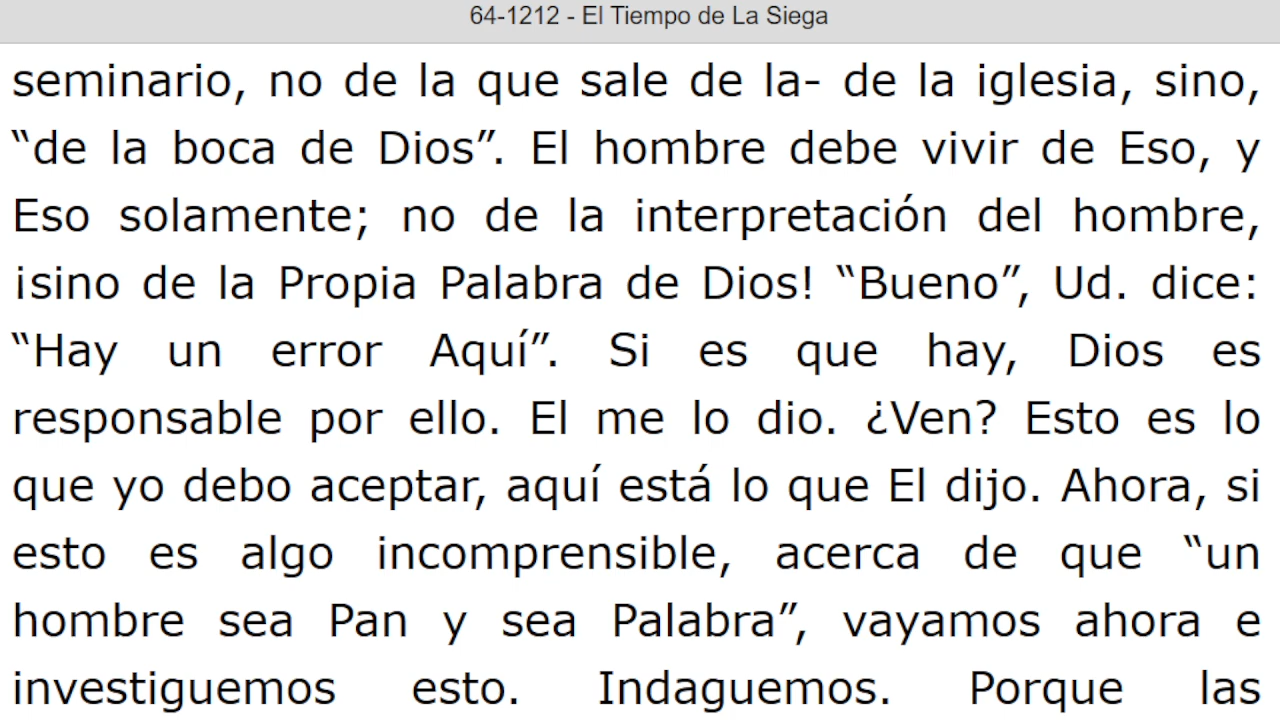 64-1212 - El Tiempo de La Siega
seminario, no de la que sale de la- de la iglesia, sino,
“de la boca de Dios”. El hombre debe vivir de Eso, y
Eso solamente; no de la interpretación del hombre,
¡sino de la Propia Palabra de Dios! “Bueno”, Ud. dice:
“Hay un error Aquí”. Si es que hay, Dios es
responsable por ello. El me lo dio. ¿Ven? Esto es lo
que yo debo aceptar, aquí está lo que El dijo. Ahora, si
esto es algo incomprensible, acerca de que “un
hombre sea Pan y sea Palabra”, vayamos ahora e
investiguemos esto. Indaguemos. Porque las